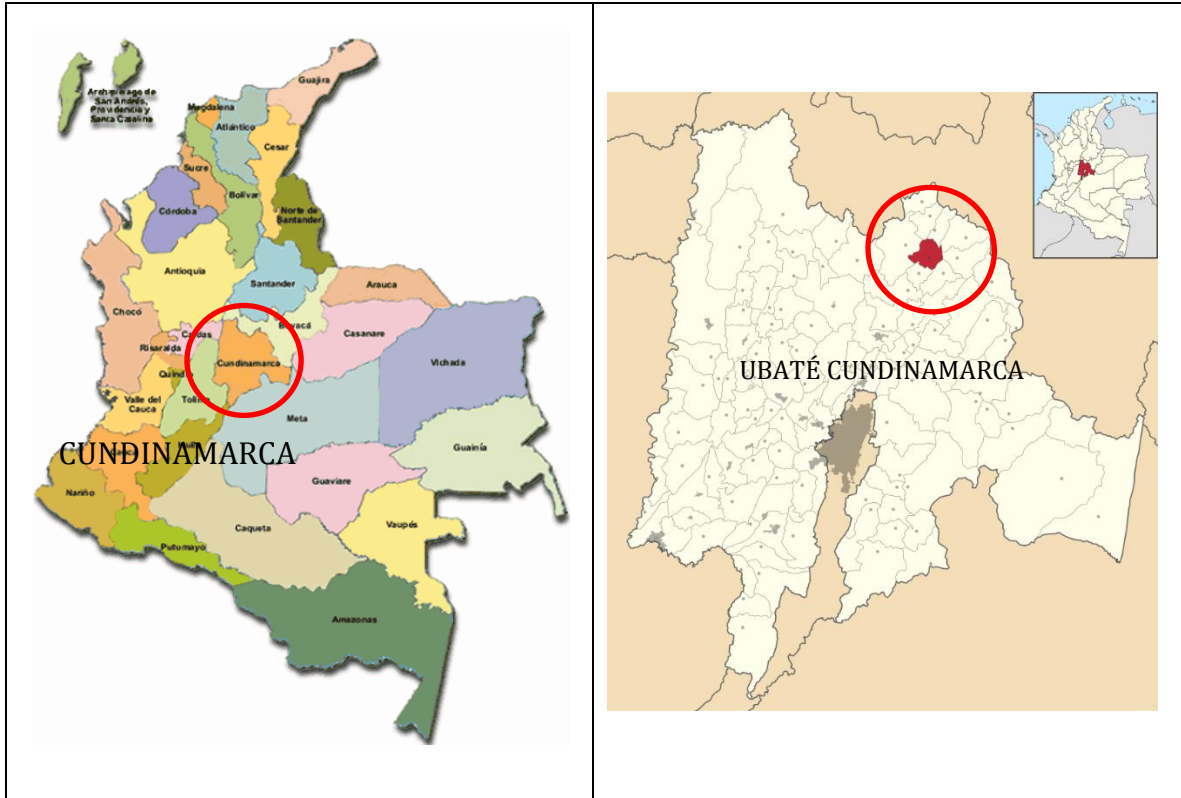 Archipielago de
San Andrés,
Providencia y
Santa Catalina
Guajira
Magdalena
Atlántico
Cesar
Sucre
Bolívar
Norte de
Santander
Córdoba
Antioquia
Santander
Arauca
Chocó
Boyacá
Casanare
Caldas
Risaralda
Cundinamarca
Vichada
Quindío
Valle del
Cauca
Tolima
Meta
CUNDINAMARCA
Guainía
Nariño
Guaviare
Caqueta
Vaupés
Putumayo
Amazonas
UBATÉ CUNDINAMARCA